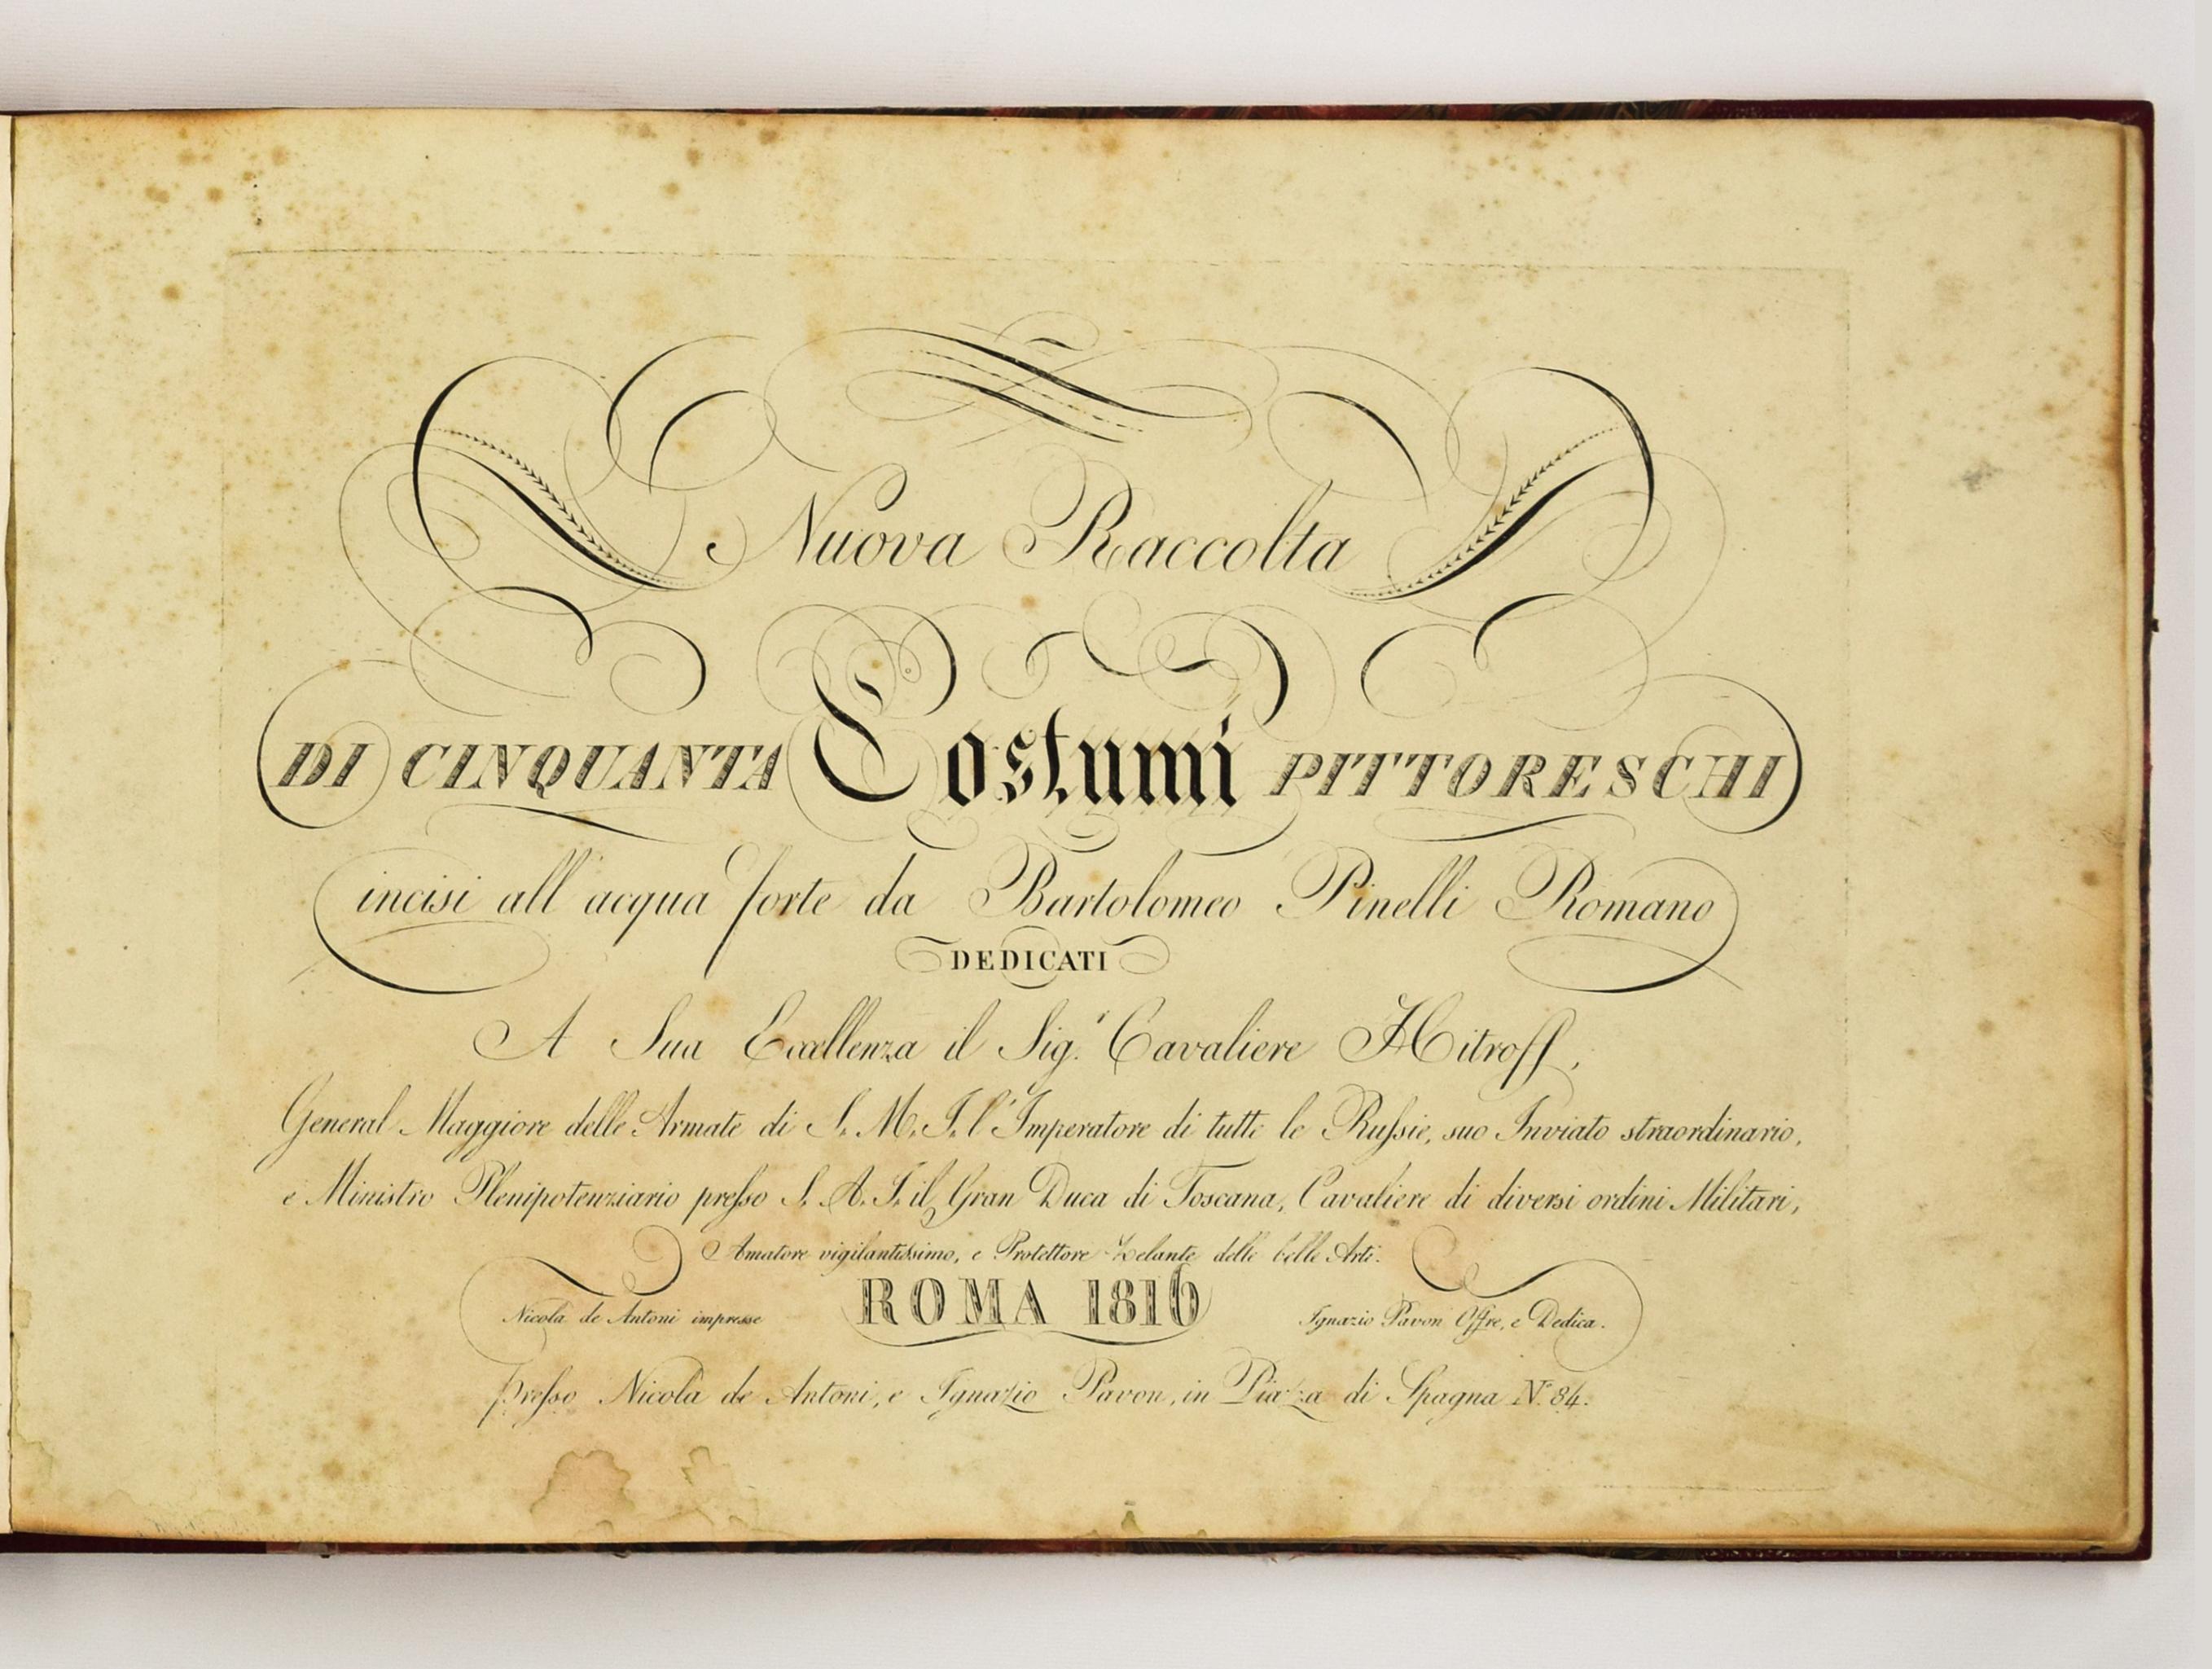 Nuova Raccolta
DI CINQUANTA Costumi PITTORESCHI
incisi all' acqua forte da Bartolomeo Pinelli Romano
DEDICATI
A Sua Eccellenza il Sig.r Cavaliere Hitroff,
General Maggiore delle Armate di S. M. I. l'Imperatore di tutte le Rufsie, suo Inviato straordinario,
e Ministro Plenipotenziario prefso S. A. I. il Gran Duca di Toscana, Cavaliere di diversi ordini Militari,
Amatore vigilantissimo, e Protettore Zelante delle belle Arti.
ROMA 1816
Nicola de Antoni impresse
Ignazio Pavon Offre, e Dedica.
Prefso Nicola de Antoni, e Ignazio Pavon, in Piazza di Spagna N.º 84.